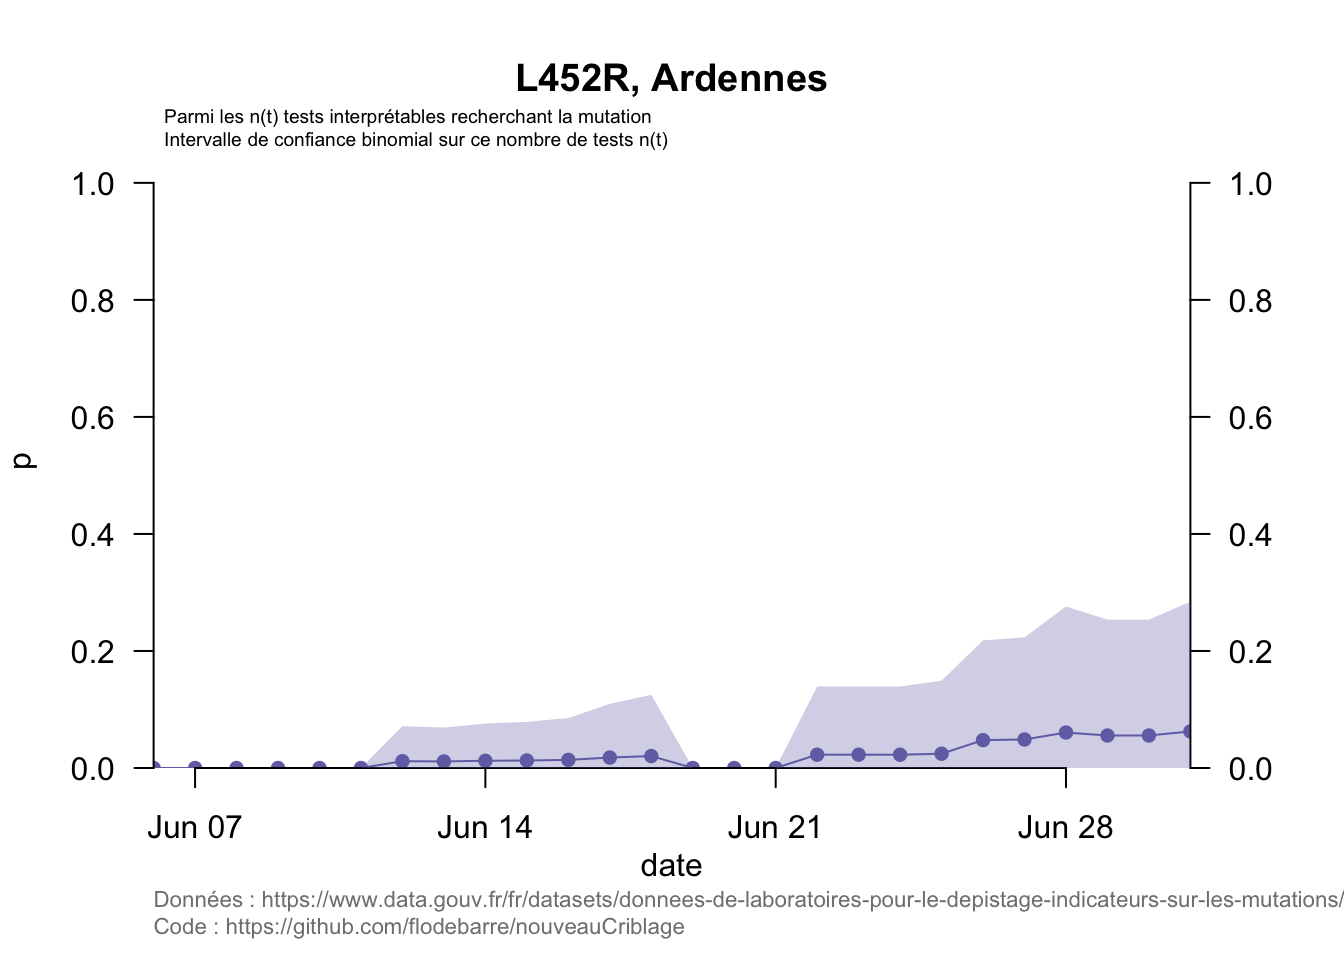 L452R, Ardennes
Parmi les n(t) tests interprétables recherchant la mutation
Intervalle de confiance binomial sur ce nombre de tests n(t)
1.0
0.8
0.6
0.4
0.2
0.0
p
1.0
0.8
0.6
0.4
0.2
0.0
Jun 07
Jun 14
Jun 21
Jun 28
date
Données : https://www.data.gouv.fr/fr/datasets/donnees-de-laboratoires-pour-le-depistage-indicateurs-sur-les-mutations/
Code : https://github.com/flodebarre/nouveauCriblage